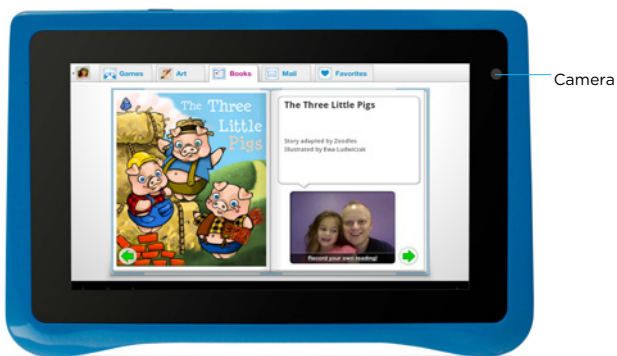 Games
Art
Books
Mail
Favorites
The Three
Little
Pigs
The Three Little Pigs
Story adapted by Zoodles
Illustrated by Ewa Ludwiczak
Record your own reading!
Camera